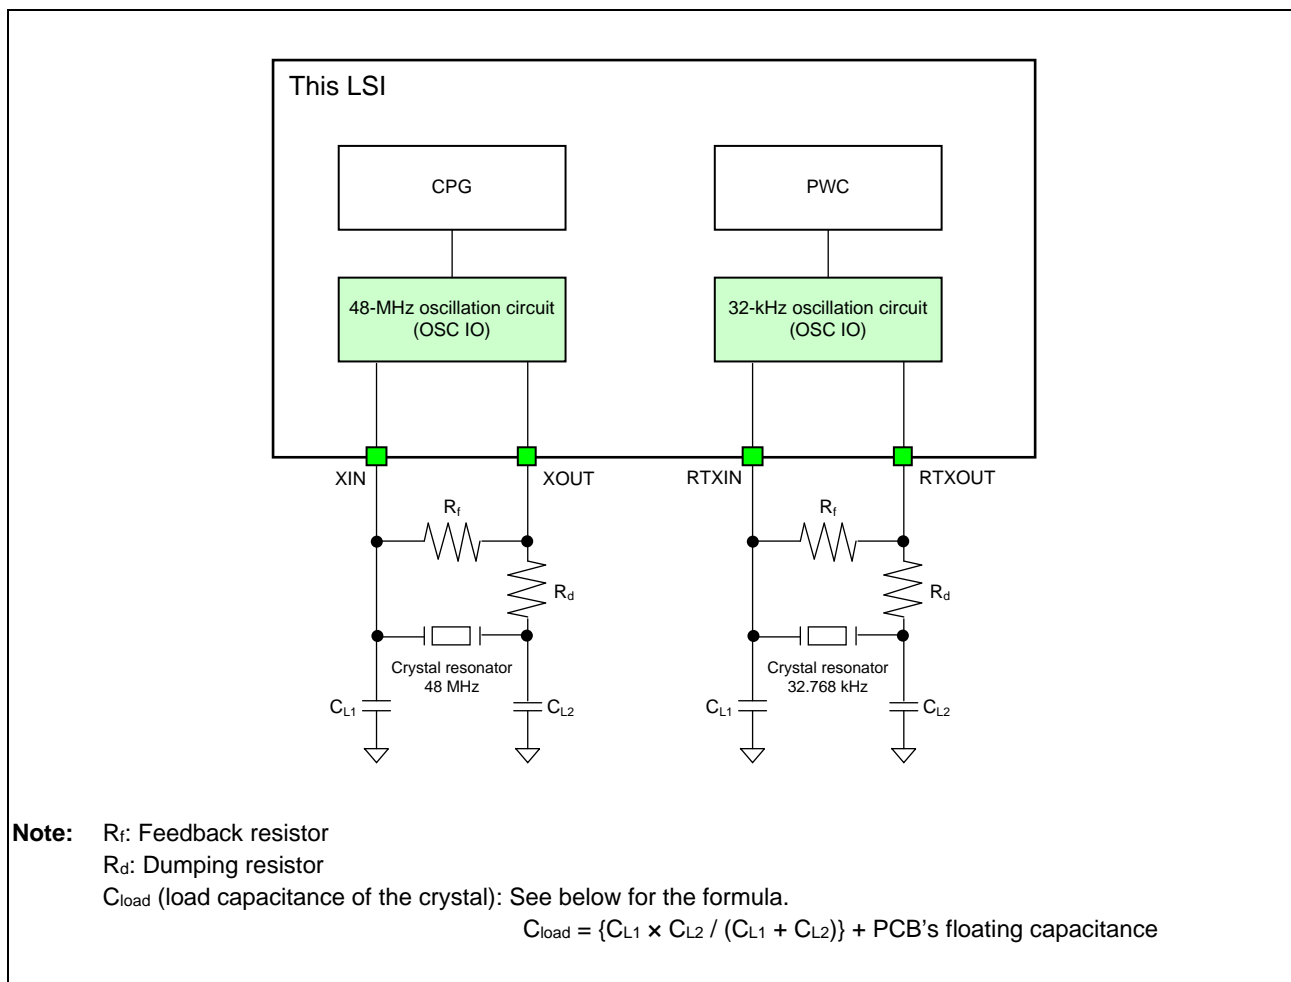 This LSI
CPG
PWC
48-MHz oscillation circuit
(OSC IO)
32-kHz oscillation circuit
(OSC IO)
XIN
XOUT
RTXIN
RTXOUT
Rf
Rf
Rd
Rd
Crystal resonator
48 MHz
Crystal resonator
32.768 kHz
CL1
CL2
CL1
CL2
Note: Rf: Feedback resistor
Rd: Dumping resistor
Cload (load capacitance of the crystal): See below for the formula.
Cload = {CL1 × CL2 / (CL1 + CL2)} + PCB's floating capacitance